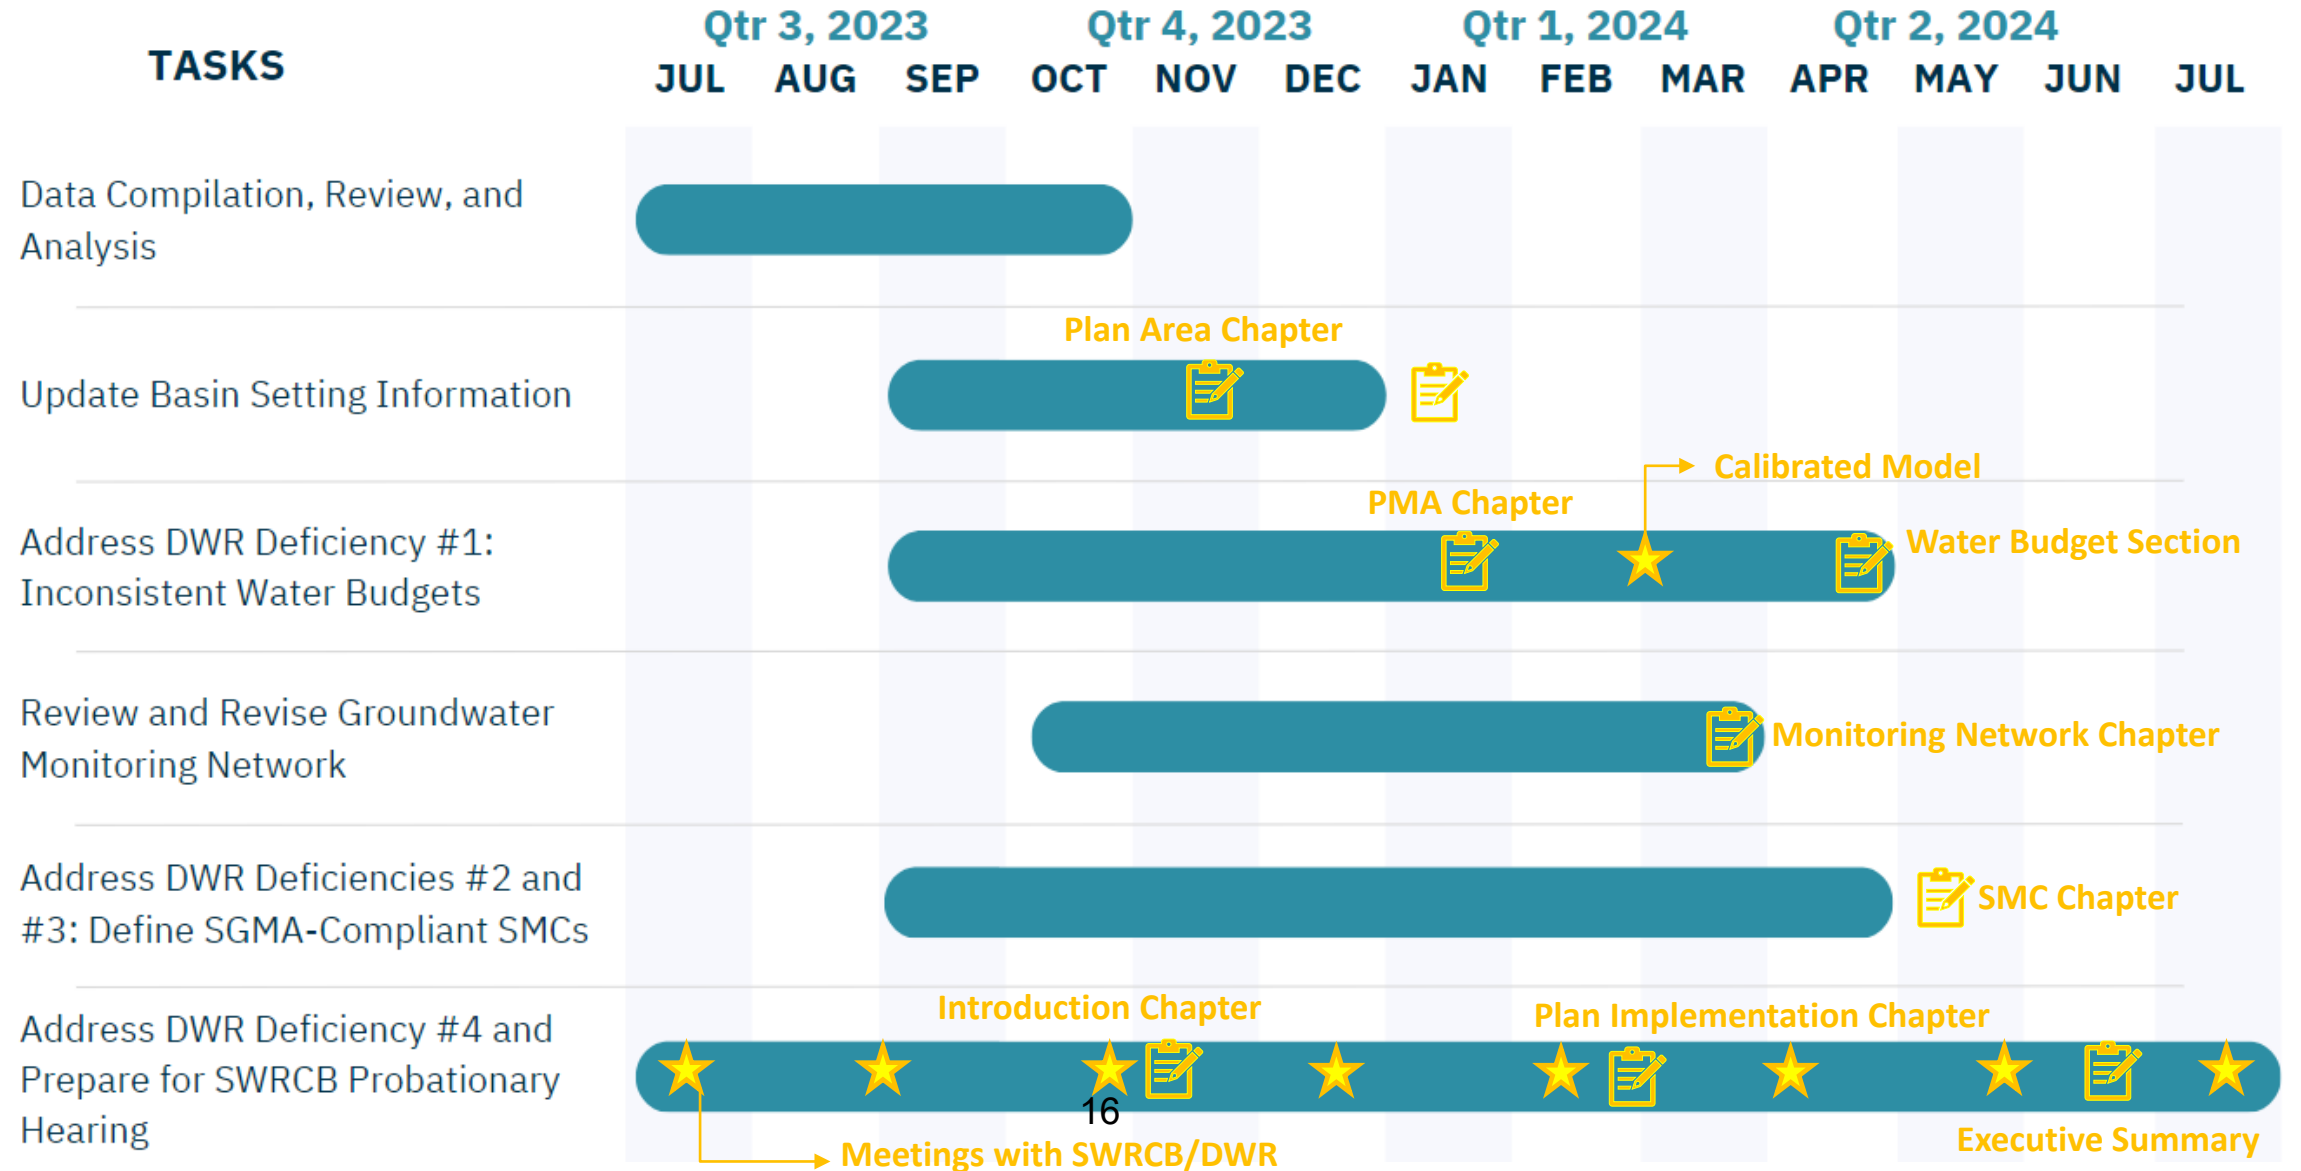 Qtr 3, 2023 Qtr 4, 2023 Qtr 1, 2024 Qtr 2, 2024
TASKS
JUL AUG SEP OCT NOV DEC JAN FEB MAR APR MAY JUN JUL
Data Compilation, Review, and
Analysis
Plan Area Chapter
Update Basin Setting Information
Calibrated Model
PMA Chapter
Address DWR Deficiency #1:
Inconsistent Water Budgets
Water Budget Section
Review and Revise Groundwater
Monitoring Network
Monitoring Network Chapter
Address DWR Deficiencies #2 and
#3: Define SGMA-Compliant SMCs
SMC Chapter
Introduction Chapter
Plan Implementation Chapter
Address DWR Deficiency #4 and
Prepare for SWRCB Probationary
Hearing
16
Meetings with SWRCB/DWR
Executive Summary